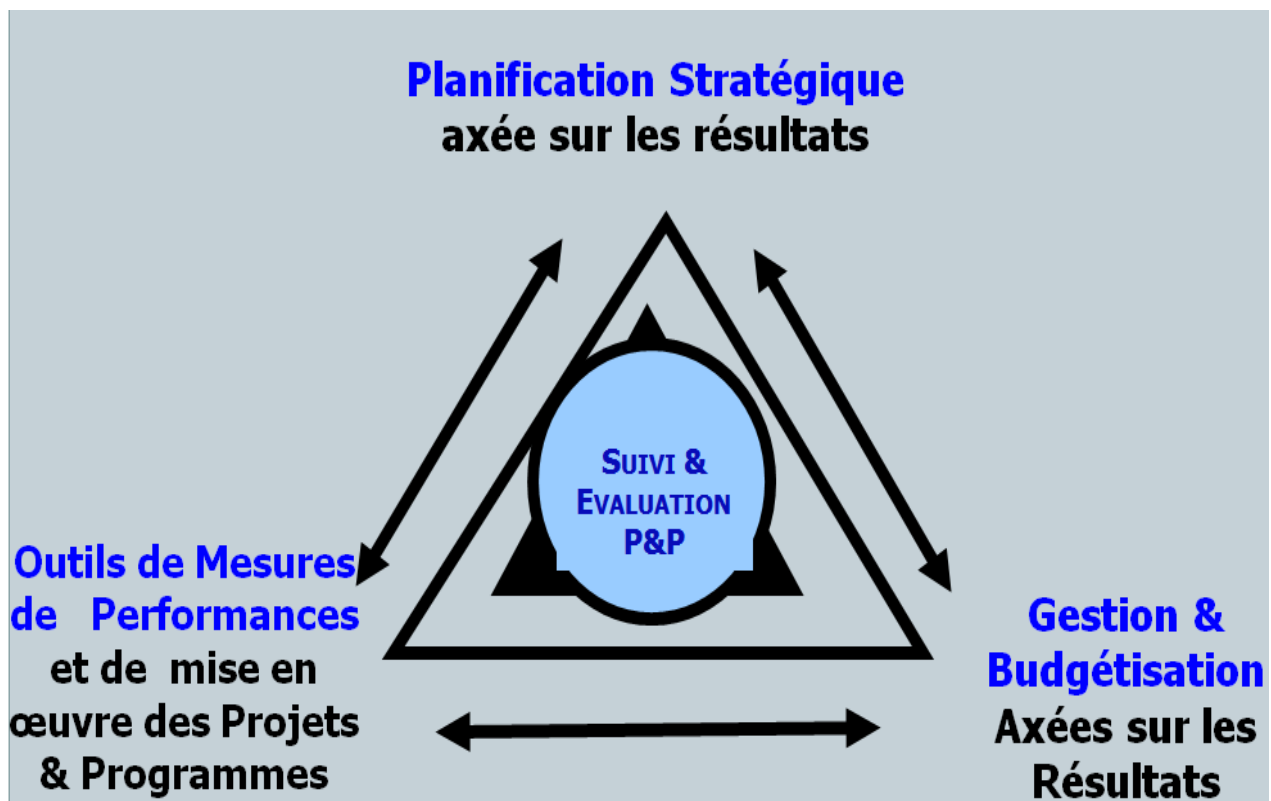 Planification Stratégique
axée sur les résultats
SUIVI &
EVALUATION
P&P
Outils de Mesures
de Performances
et de mise en
œuvre des Projets
& Programmes
Gestion &
Budgétisation
Axées sur les
Résultats